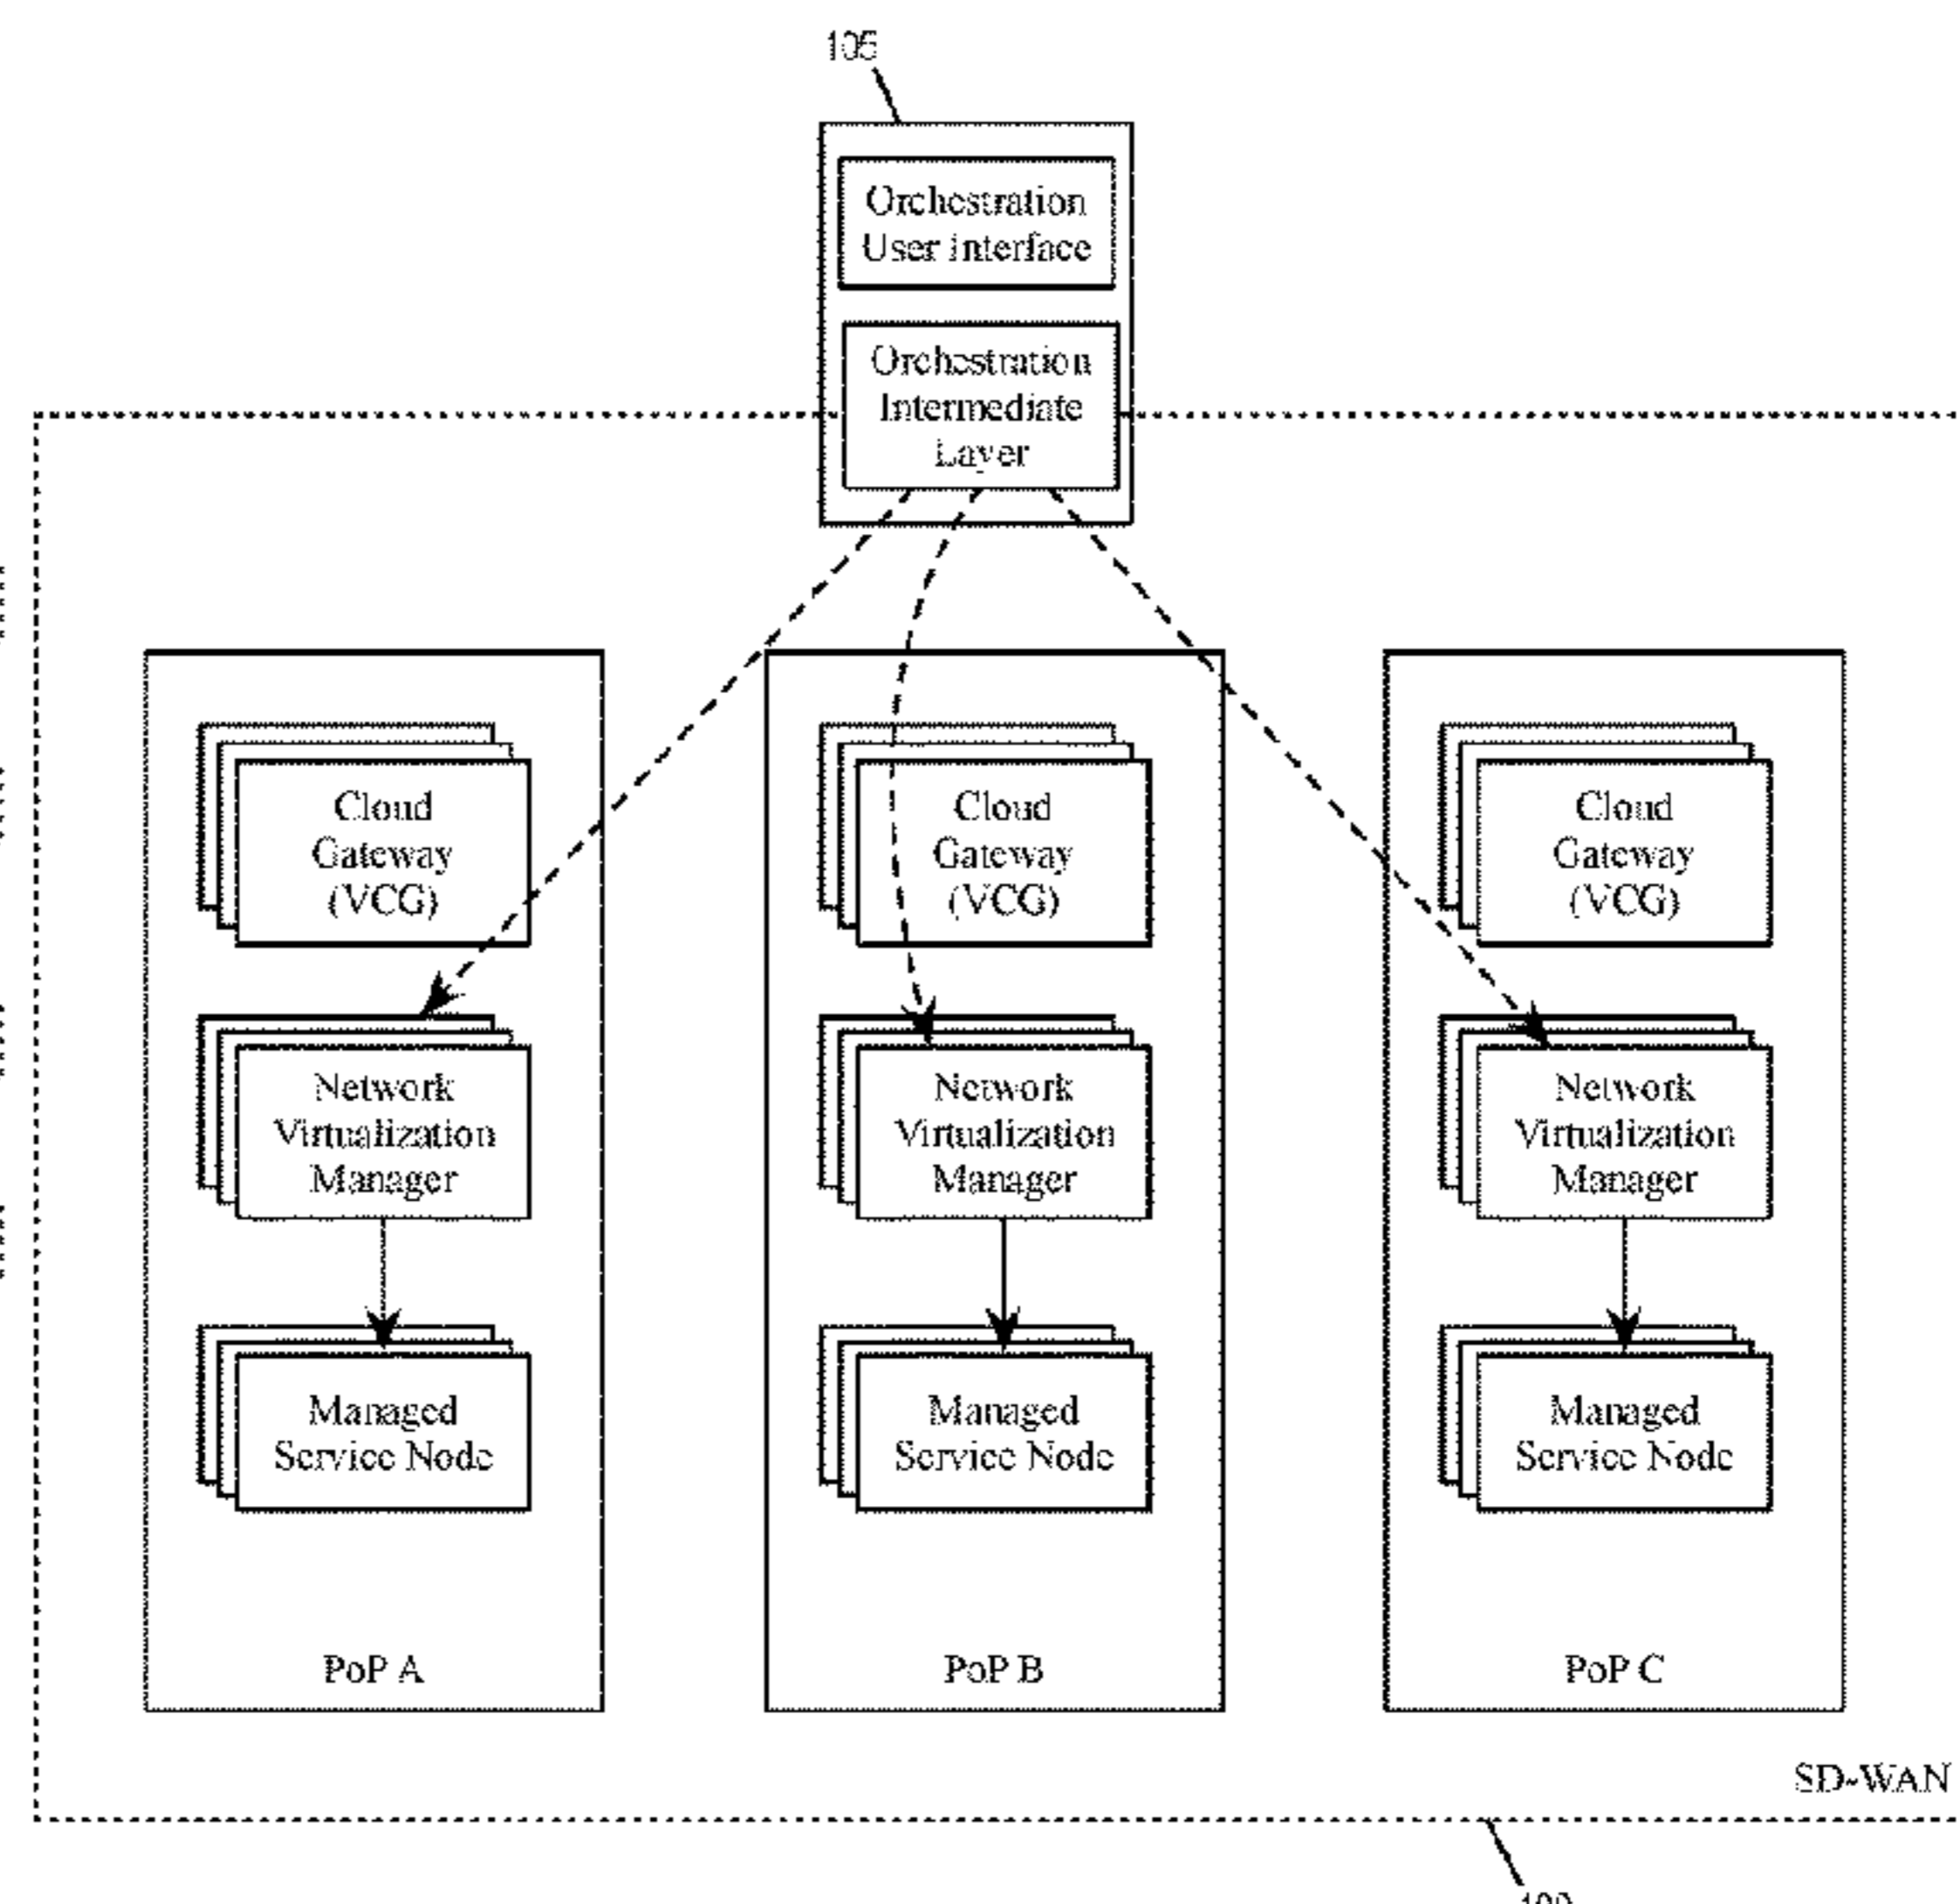 105
Orchestration
User interface
Orchestration
Intermediate
Layer
Cloud
Gateway
(VCG)
Network
Virtualization
Manager
Managed
Service Node
PoP A
Cloud
Gateway
(VCG)
Network
Virtualization
Manager
Managed
Service Node
PoP B
Cloud
Gateway
(VCG)
Network
Virtualization
Manager
Managed
Service Node
PoP C
SD-WAN